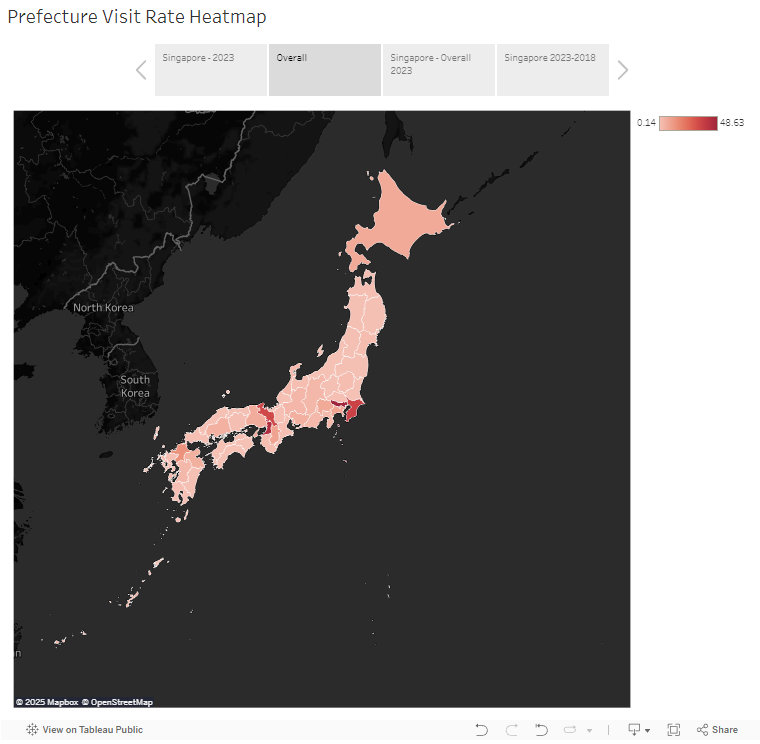 Prefecture Visit Rate Heatmap
Singapore - 2023
Overall
Singapore - Overall
2023
Singapore 2023-2018
0.14
48.63
North Korea
South
Korea
n
© 2025 Mapbox © OpenStreetMap
View on Tableau Public
Share